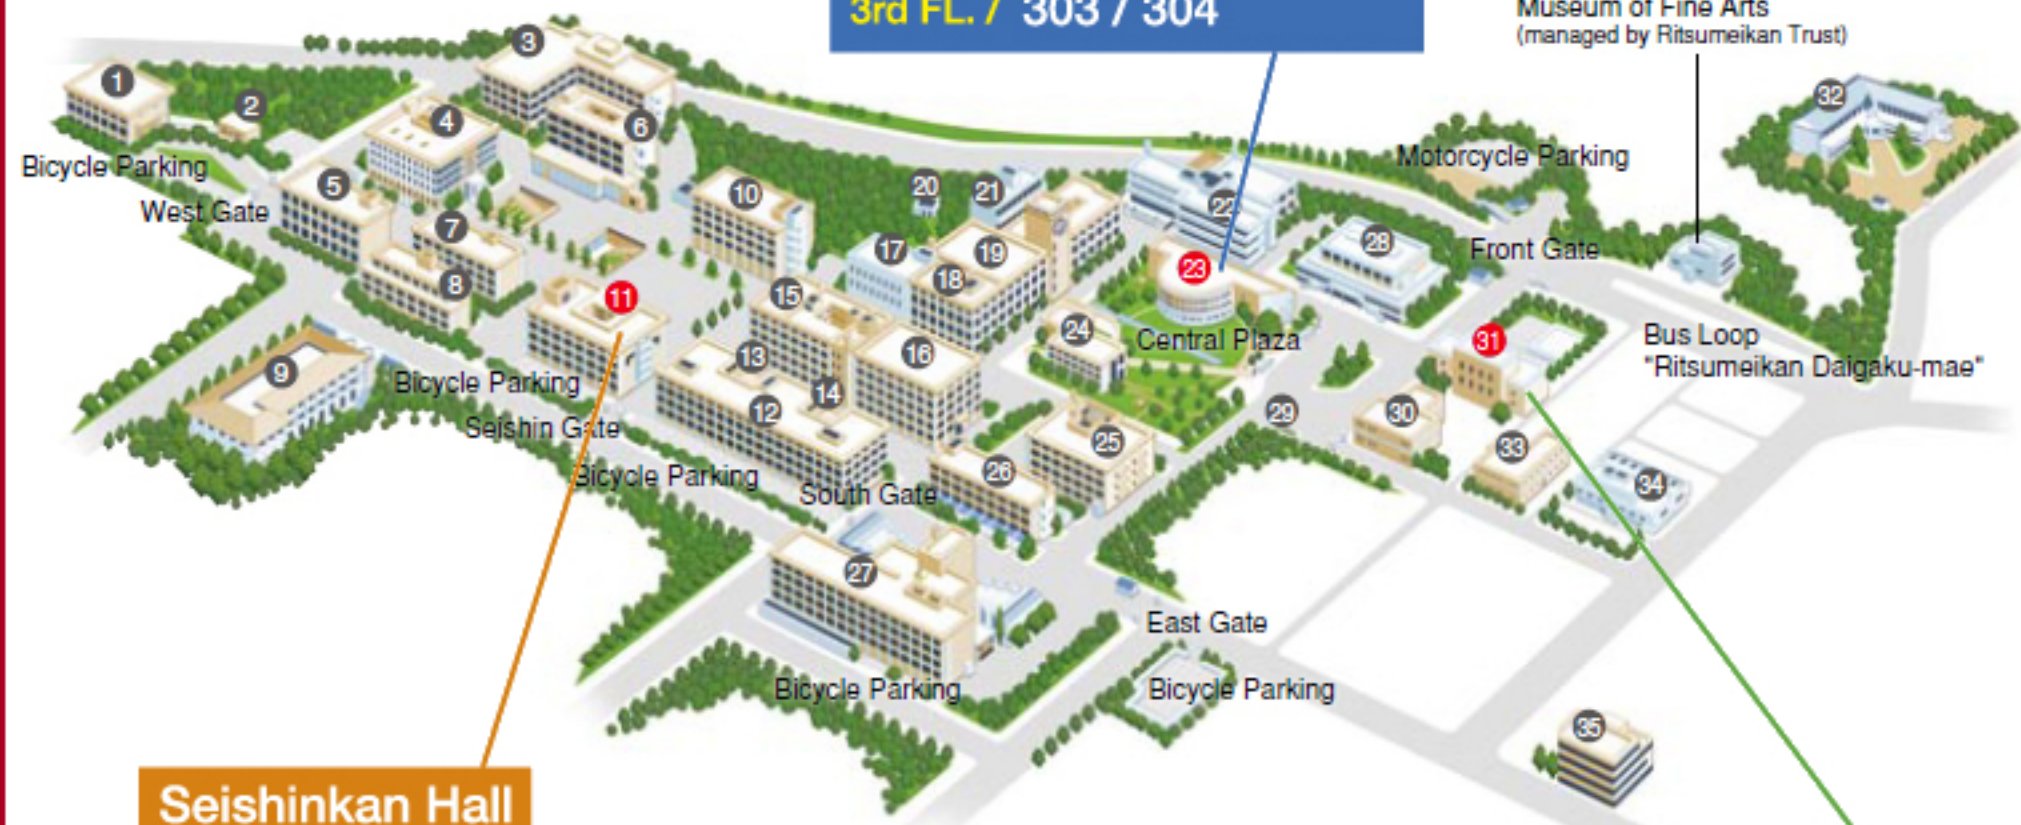 3rd FL. / 303 / 304
Museum of Fine Arts
(managed by Ritsumeikan Trust)
1
2
3
4
5
6
7
8
9
10
11
12
13
14
15
16
17
18
19
20
21
22
23
24
25
26
27
28
29
30
31
32
33
34
35
Bicycle Parking
West Gate
Motorcycle Parking
Front Gate
Central Plaza
Bus Loop
"Ritsumeikan Daigaku-mae"
Bicycle Parking
Seishin Gate
Bicycle Parking
South Gate
East Gate
Bicycle Parking
Bicycle Parking
Seishinkan Hall